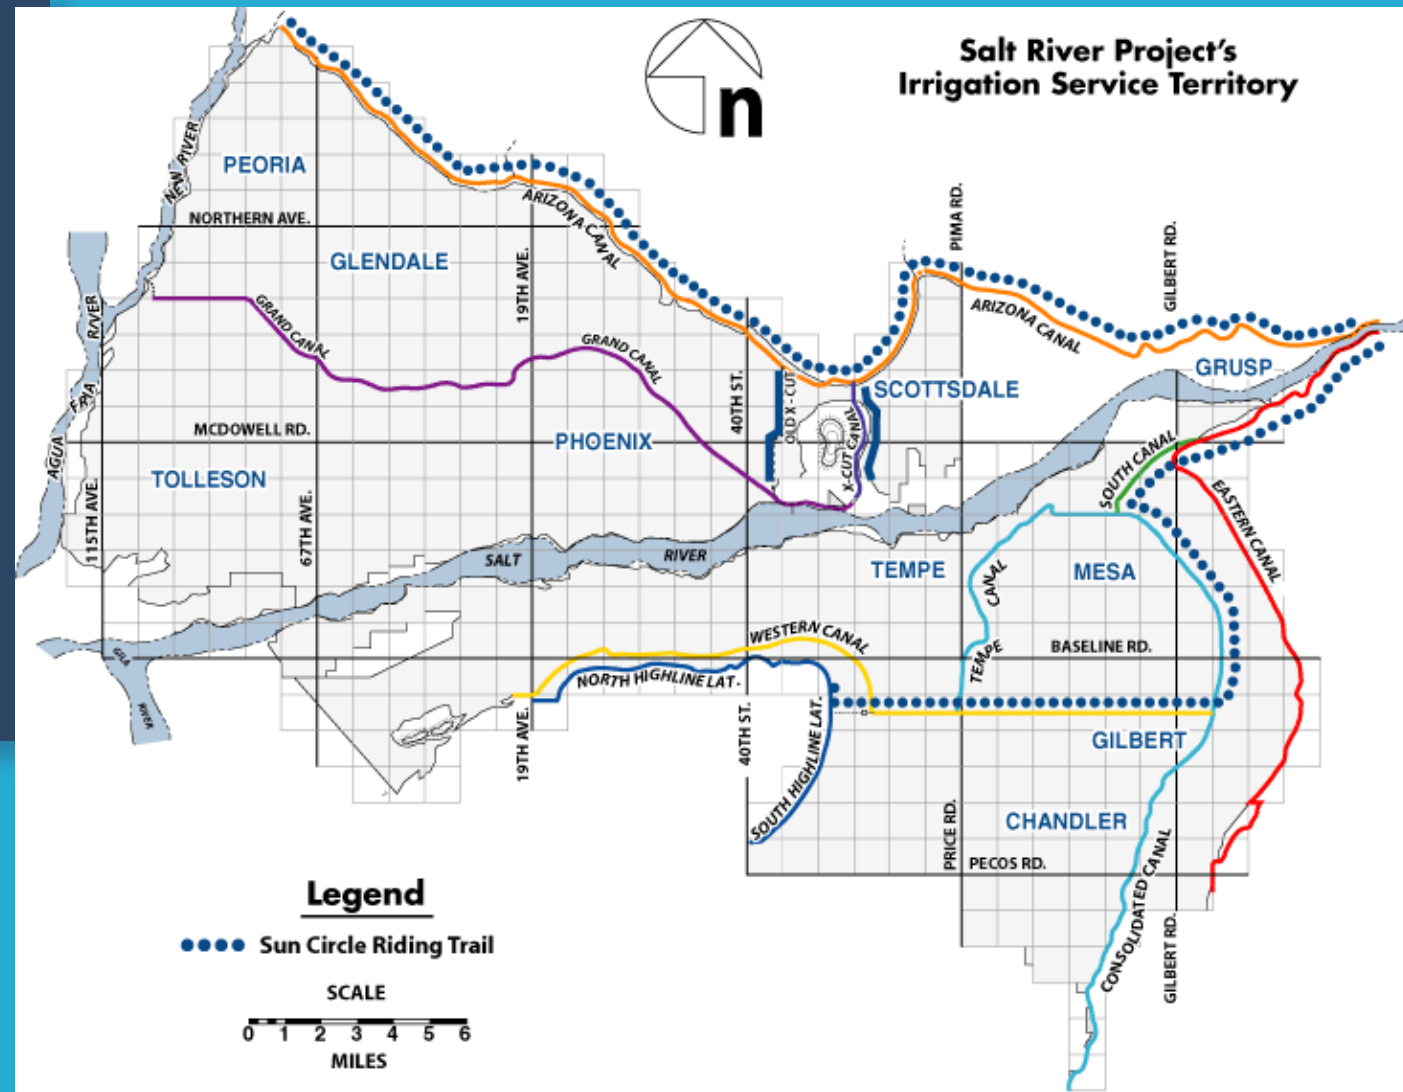 Salt River Project's
Irrigation Service Territory
n
NEW RIVER
PEORIA
NORTHERN AVE.
GLENDALE
ARIZONA CANAL
19TH AVE.
PIMA RD.
GILBERT RD.
ARIZONA CANAL
GRUSP
AGUA FRIA RIVER
GRAND CANAL
GRAND CANAL
40TH ST.
OLD X-CUT
X-CUT CANAL
SCOTTSDALE
MCDOWELL RD.
PHOENIX
TOLLESON
115TH AVE.
67TH AVE.
SOUTH CANAL
EASTERN CANAL
SALT RIVER
TEMPE
TEMPE CANAL
MESA
GILA RIVER
WESTERN CANAL
BASELINE RD.
NORTH HIGHLINE LAT.
19TH AVE.
40TH ST.
SOUTH HIGHLINE LAT.
GILBERT
CHANDLER
PRICE RD.
PECOS RD.
CONSOLIDATED CANAL
GILBERT RD.
Legend
Sun Circle Riding Trail
SCALE
0 1 2 3 4 5 6
MILES